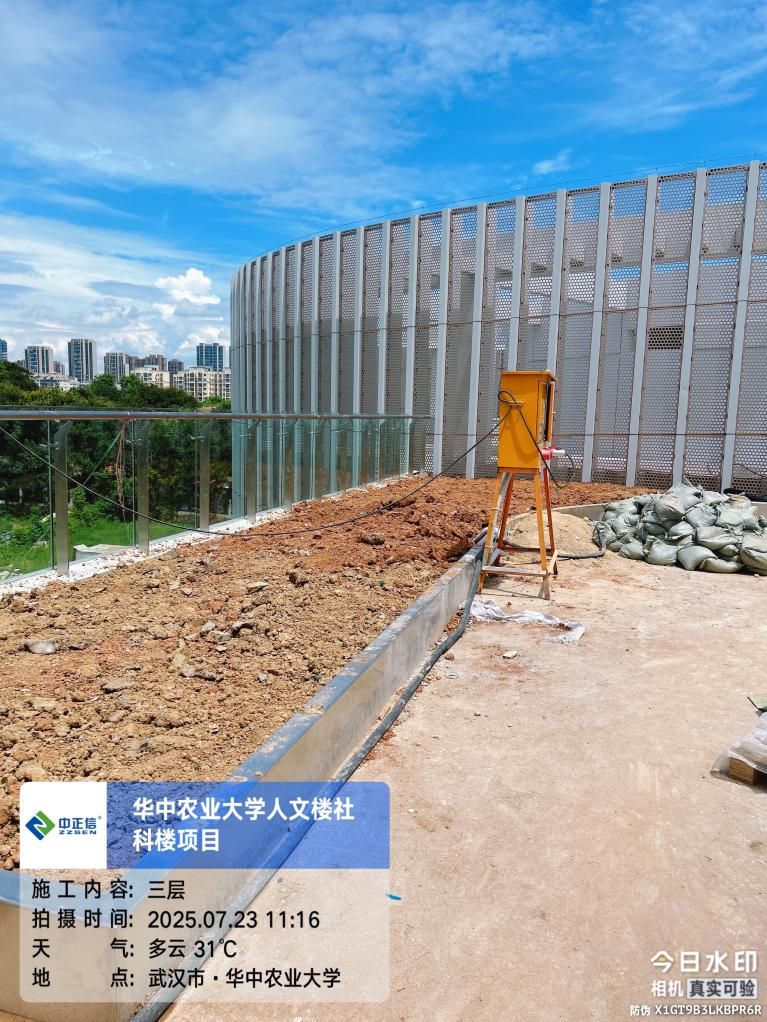 中正信®
ZZSEN
华中农业大学人文楼社
科楼项目
施工内容: 三层
拍摄时间: 2025.07.23 11:16
天气: 多云 31℃
地点: 武汉市·华中农业大学
今日水印
相机 真实可验
防伪 X1GT9B3LKBPR6R